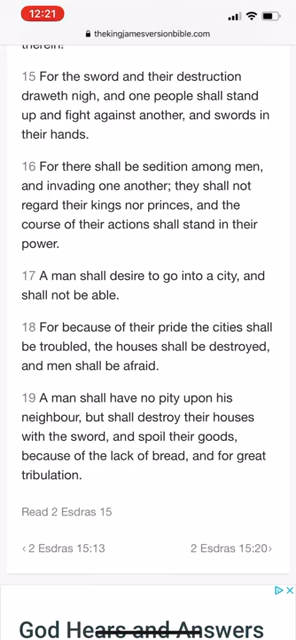 12:21
thekingjamesversionbible.com
therein!
15 For the sword and their destruction
draweth nigh, and one people shall stand
up and fight against another, and swords in
their hands.
16 For there shall be sedition among men,
and invading one another; they shall not
regard their kings nor princes, and the
course of their actions shall stand in their
power.
17 A man shall desire to go into a city, and
shall not be able.
18 For because of their pride the cities shall
be troubled, the houses shall be destroyed,
and men shall be afraid.
19 A man shall have no pity upon his
neighbour, but shall destroy their houses
with the sword, and spoil their goods,
because of the lack of bread, and for great
tribulation.
Read 2 Esdras 15
‹ 2 Esdras 15:13 2 Esdras 15:20 ›
God Hears and Answers